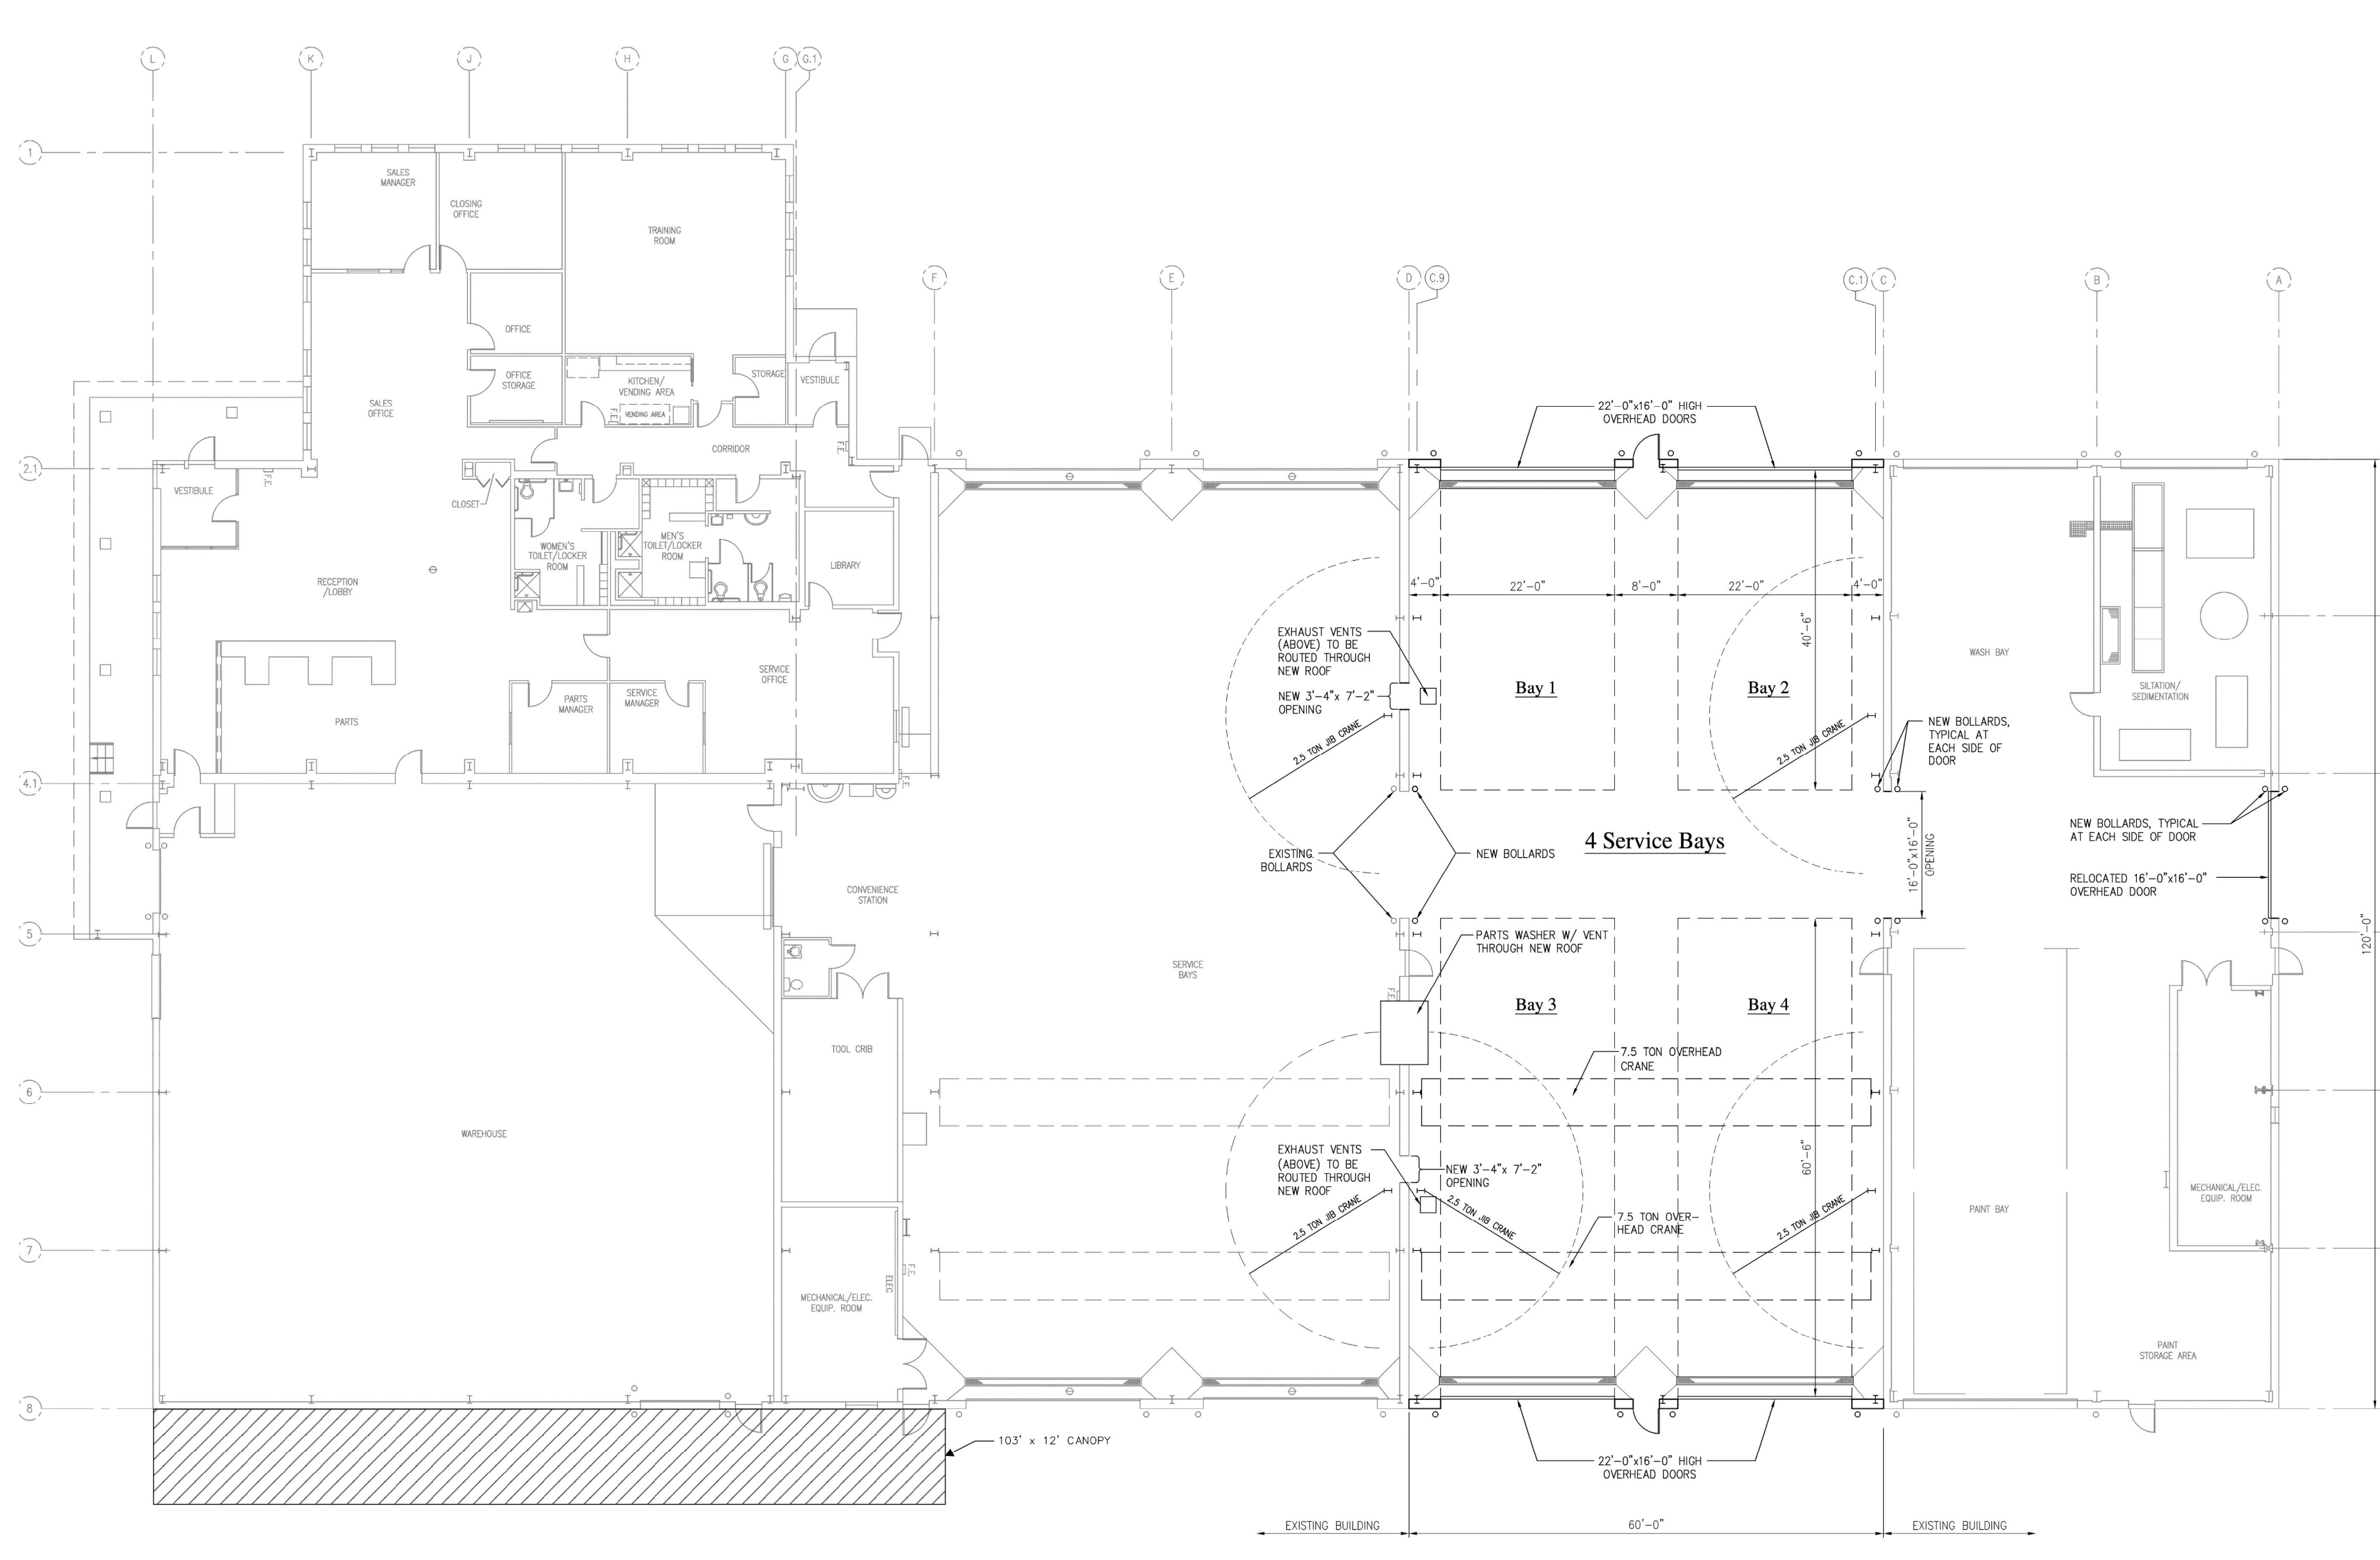 L
K
J
H
G
G.1
1
SALES
MANAGER
CLOSING
OFFICE
TRAINING
ROOM
F
E
D
C.9
C.1
C
B
A
OFFICE
OFFICE
STORAGE
KITCHEN/
VENDING AREA
VENDING AREA
F.E.
STORAGE
VESTIBULE
SALES
OFFICE
CORRIDOR
F.E.
22'-0"x16'-0" HIGH
OVERHEAD DOORS
2.1
VESTIBULE
F.E.
CLOSET
WOMEN'S
TOILET/LOCKER
ROOM
MEN'S
TOILET/LOCKER
ROOM
LIBRARY
RECEPTION
/LOBBY
4'-0"
22'-0"
8'-0"
22'-0"
4'-0"
40'-6"
EXHAUST VENTS
(ABOVE) TO BE
ROUTED THROUGH
NEW ROOF
NEW 3'-4"x 7'-2"
OPENING
2.5 TON JIB CRANE
Bay 1
Bay 2
2.5 TON JIB CRANE
WASH BAY
SILTATION/
SEDIMENTATION
SERVICE
OFFICE
PARTS
MANAGER
SERVICE
MANAGER
PARTS
NEW BOLLARDS,
TYPICAL AT
EACH SIDE OF
DOOR
4.1
F.E.
4 Service Bays
EXISTING
BOLLARDS
NEW BOLLARDS
16'-0"x16'-0"
OPENING
NEW BOLLARDS, TYPICAL
AT EACH SIDE OF DOOR
RELOCATED 16'-0"x16'-0"
OVERHEAD DOOR
CONVENIENCE
STATION
5
120'-0"
PARTS WASHER W/ VENT
THROUGH NEW ROOF
SERVICE
BAYS
F.E.
Bay 3
Bay 4
TOOL CRIB
7.5 TON OVERHEAD
CRANE
6
WAREHOUSE
EXHAUST VENTS
(ABOVE) TO BE
ROUTED THROUGH
NEW ROOF
NEW 3'-4"x 7'-2"
OPENING
60'-6"
2.5 TON JIB CRANE
2.5 TON JIB CRANE
7.5 TON OVER-
HEAD CRANE
2.5 TON JIB CRANE
PAINT BAY
MECHANICAL/ELEC.
EQUIP. ROOM
7
F.E.
ELEC
MECHANICAL/ELEC.
EQUIP. ROOM
PAINT
STORAGE AREA
8
103' x 12' CANOPY
22'-0"x16'-0" HIGH
OVERHEAD DOORS
EXISTING BUILDING
60'-0"
EXISTING BUILDING